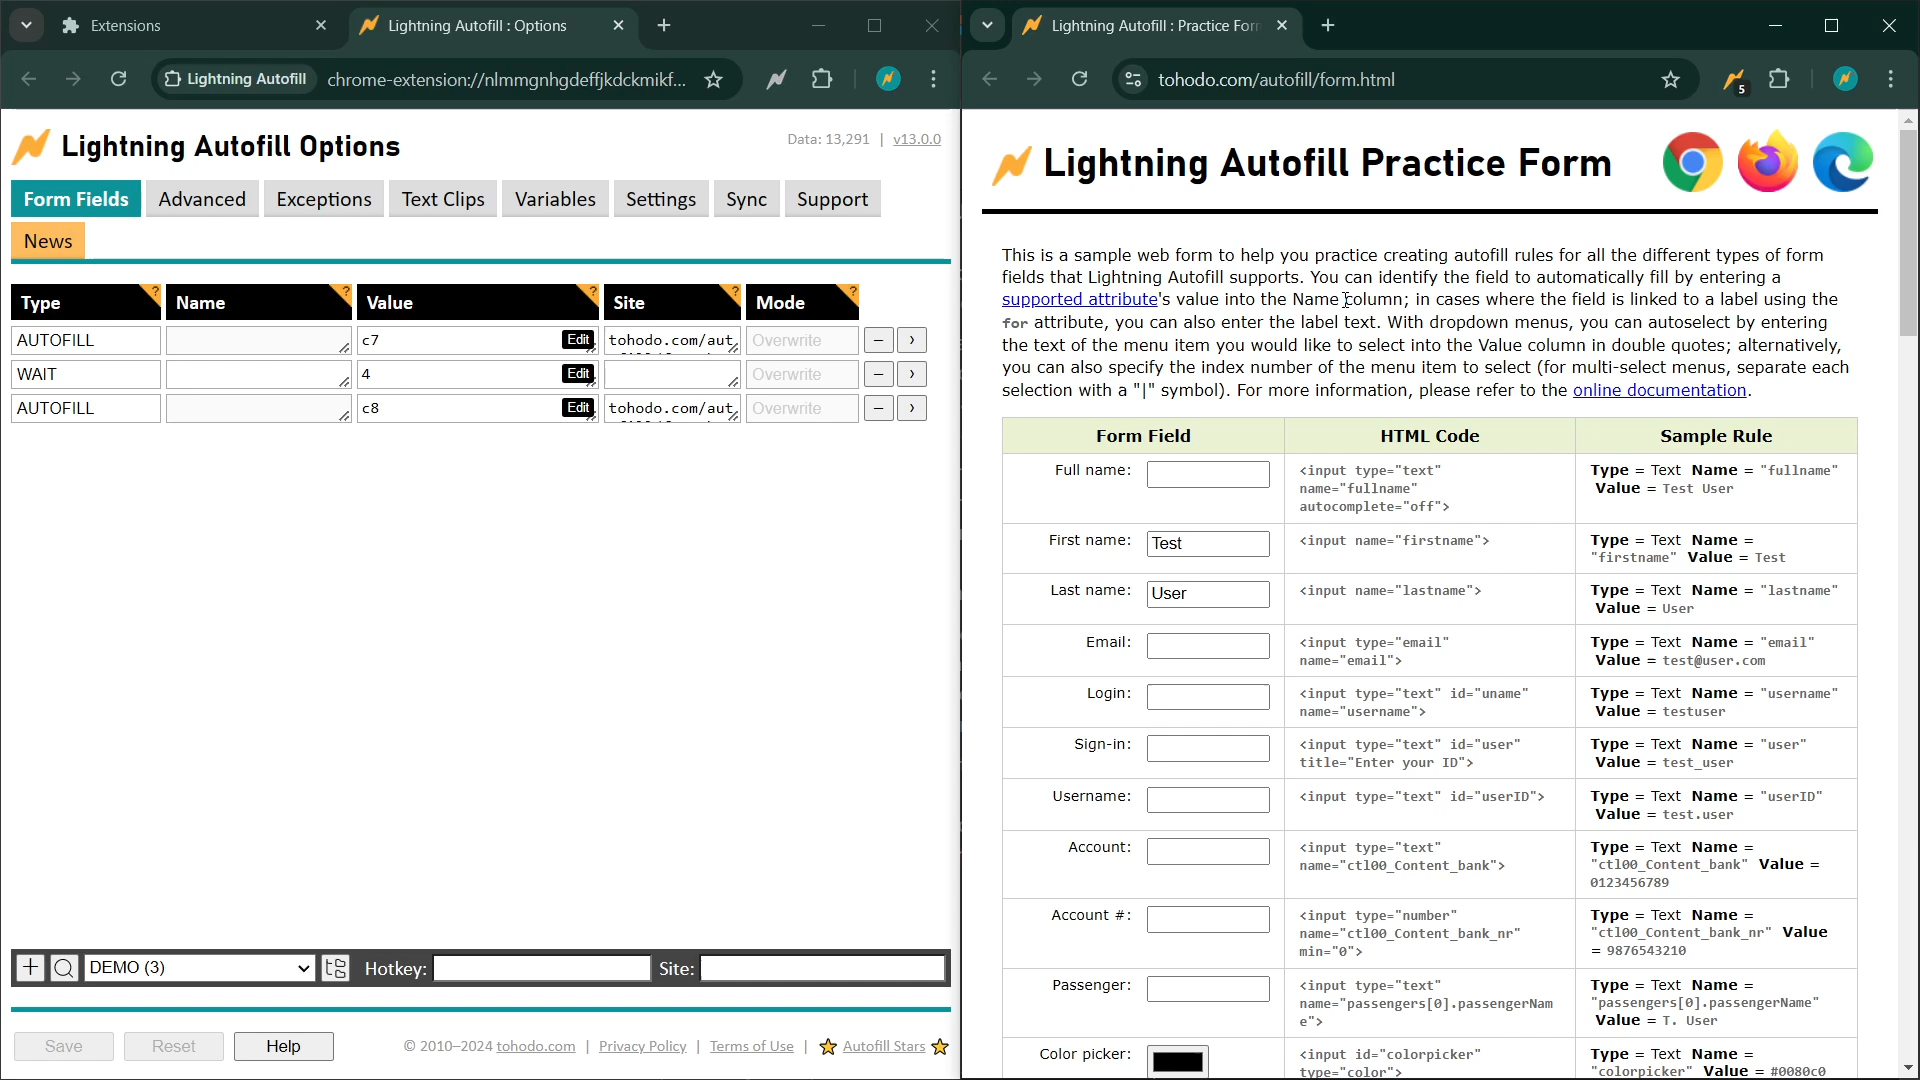 Extensions
Lightning Autofill : Options
Lightning Autofill
chrome-extension://nlmmgnhgdeffjkdckmikf...
Lightning Autofill Options
Data: 13,291 | v13.0.0
Form Fields
Advanced
Exceptions
Text Clips
Variables
Settings
Sync
Support
News
Type ?
Name ?
Value ?
Site ?
Mode ?
AUTOFILL
c7
Edit
tohodo.com/aut
Overwrite
–
›
WAIT
4
Edit
Overwrite
–
›
AUTOFILL
c8
Edit
tohodo.com/aut
Overwrite
–
›
+
DEMO (3)
Hotkey:
Site:
Save
Reset
Help
© 2010–2024 tohodo.com | Privacy Policy | Terms of Use | Autofill Stars
Lightning Autofill : Practice For
5
tohodo.com/autofill/form.html
Lightning Autofill Practice Form
This is a sample web form to help you practice creating autofill rules for all the different types of form
fields that Lightning Autofill supports. You can identify the field to automatically fill by entering a
supported attribute's value into the Name column; in cases where the field is linked to a label using the
for attribute, you can also enter the label text. With dropdown menus, you can autoselect by entering
the text of the menu item you would like to select into the Value column in double quotes; alternatively,
you can also specify the index number of the menu item to select (for multi-select menus, separate each
selection with a "|" symbol). For more information, please refer to the online documentation.
Form Field
HTML Code
Sample Rule
Full name:
<input type="text"
name="fullname"
autocomplete="off">
Type = Text Name = "fullname"
Value = Test User
First name:
Test
<input name="firstname">
Type = Text Name =
"firstname" Value = Test
Last name:
User
<input name="lastname">
Type = Text Name = "lastname"
Value = User
Email:
<input type="email"
name="email">
Type = Text Name = "email"
Value = test@user.com
Login:
<input type="text" id="uname"
name="username">
Type = Text Name = "username"
Value = testuser
Sign-in:
<input type="text" id="user"
title="Enter your ID">
Type = Text Name = "user"
Value = test_user
Username:
<input type="text" id="userID">
Type = Text Name = "userID"
Value = test.user
Account:
<input type="text"
name="ctl00_Content_bank">
Type = Text Name =
"ctl00_Content_bank" Value =
0123456789
Account #:
<input type="number"
name="ctl00_Content_bank_nr"
min="0">
Type = Text Name =
"ctl00_Content_bank_nr" Value
= 9876543210
Passenger:
<input type="text"
name="passengers[0].passengerNam
e">
Type = Text Name =
"passengers[0].passengerName"
Value = T. User
Color picker:
<input id="colorpicker"
type="color">
Type = Text Name =
"colorpicker" Value = #0080c0